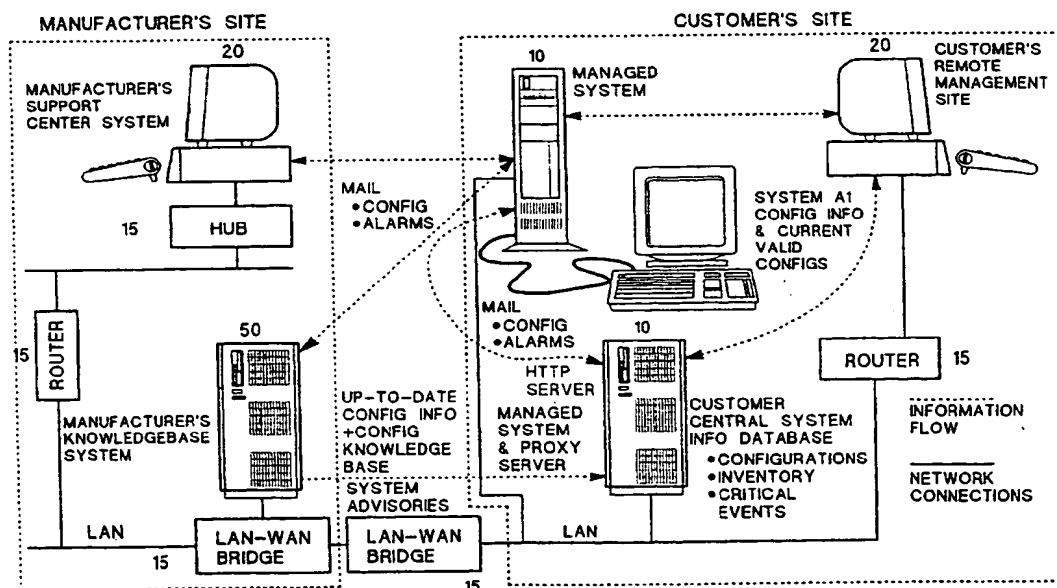 MANUFACTURER'S SITE
CUSTOMER'S SITE
20
MANUFACTURER'S
SUPPORT
CENTER SYSTEM
10
MANAGED
SYSTEM
20
CUSTOMER'S
REMOTE
MANAGEMENT
SITE
MAIL
•CONFIG
•ALARMS
15
HUB
SYSTEM A1
CONFIG INFO
& CURRENT
VALID
CONFIGS
15
ROUTER
50
MANUFACTURER'S
KNOWLEDGEBASE
SYSTEM
MAIL
•CONFIG
•ALARMS
10
HTTP
SERVER
MANAGED
SYSTEM
& PROXY
SERVER
UP-TO-DATE
CONFIG INFO
+CONFIG
KNOWLEDGE
BASE
SYSTEM
ADVISORIES
CUSTOMER
CENTRAL SYSTEM
INFO DATABASE
•CONFIGURATIONS
•INVENTORY
•CRITICAL
EVENTS
ROUTER
15
INFORMATION
FLOW
NETWORK
CONNECTIONS
LAN
15
LAN-WAN
BRIDGE
LAN-WAN
BRIDGE
15
LAN